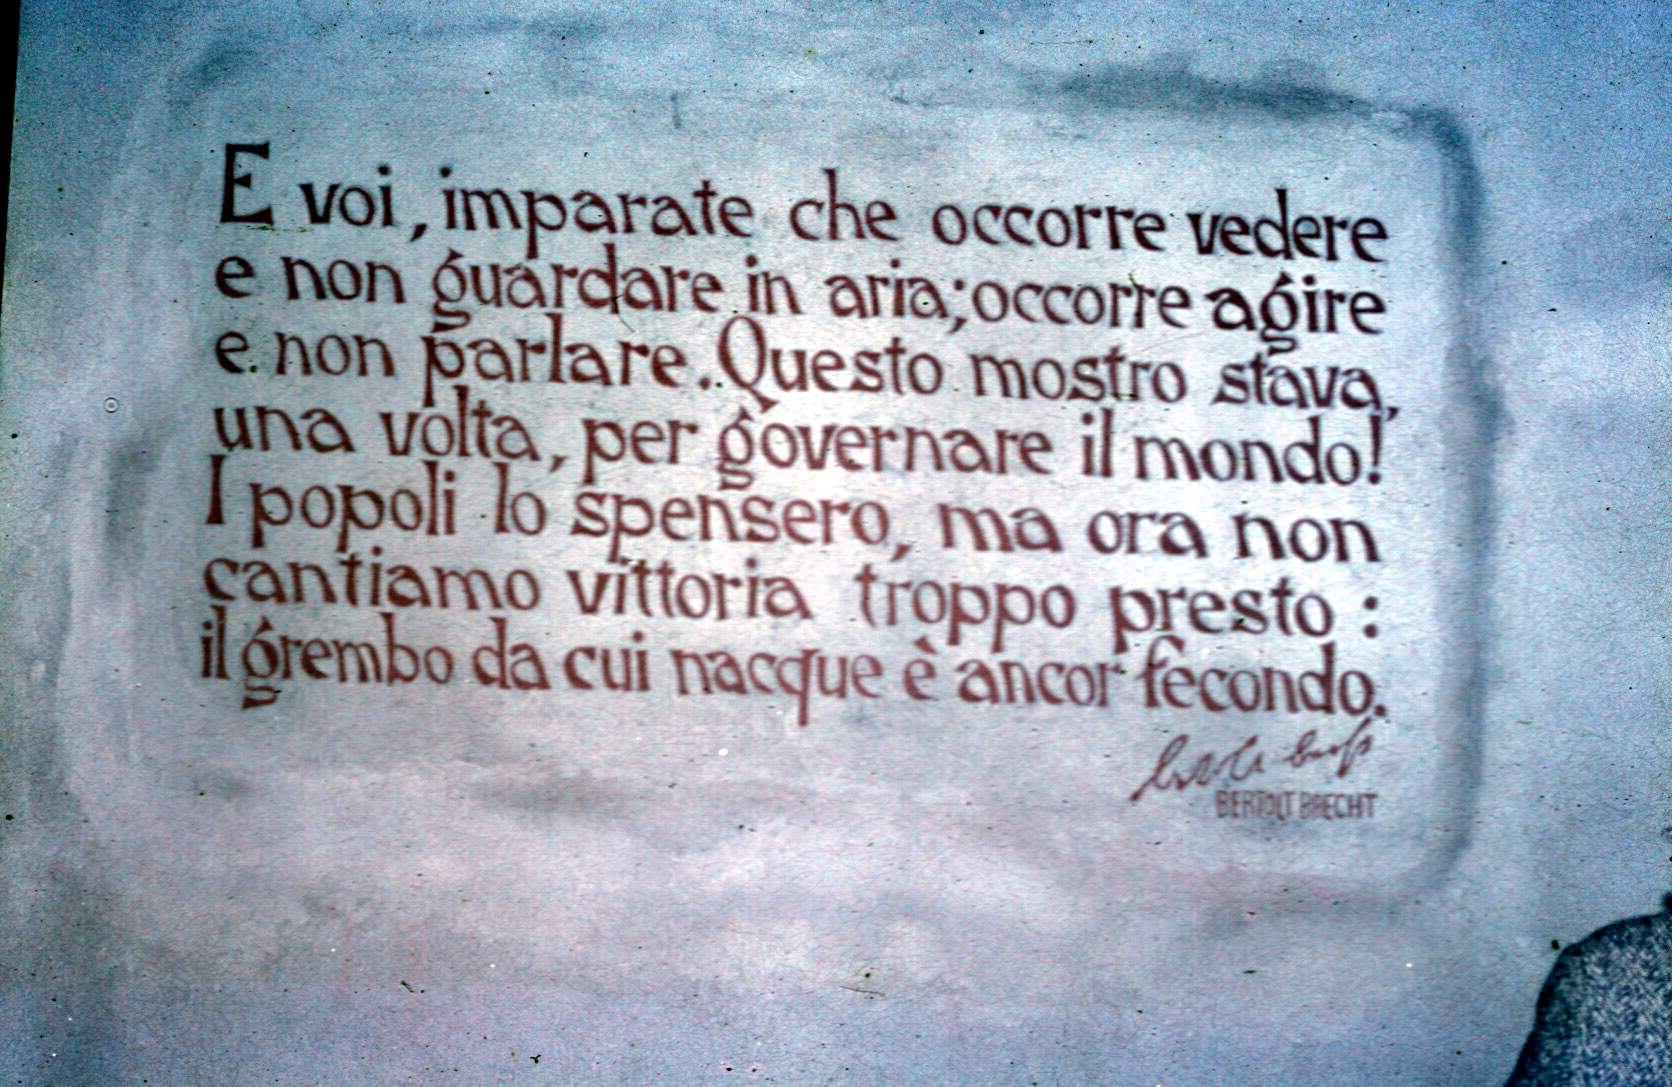 E voi, imparate che occorre vedere
e non guardare in aria; occorre agire
e non parlare. Questo mostro stava,
una volta, per governare il mondo!
I popoli lo spensero, ma ora non
cantiamo vittoria troppo presto:
il grembo da cui nacque è ancor fecondo.
Bertolt Brecht
BERTOLT BRECHT